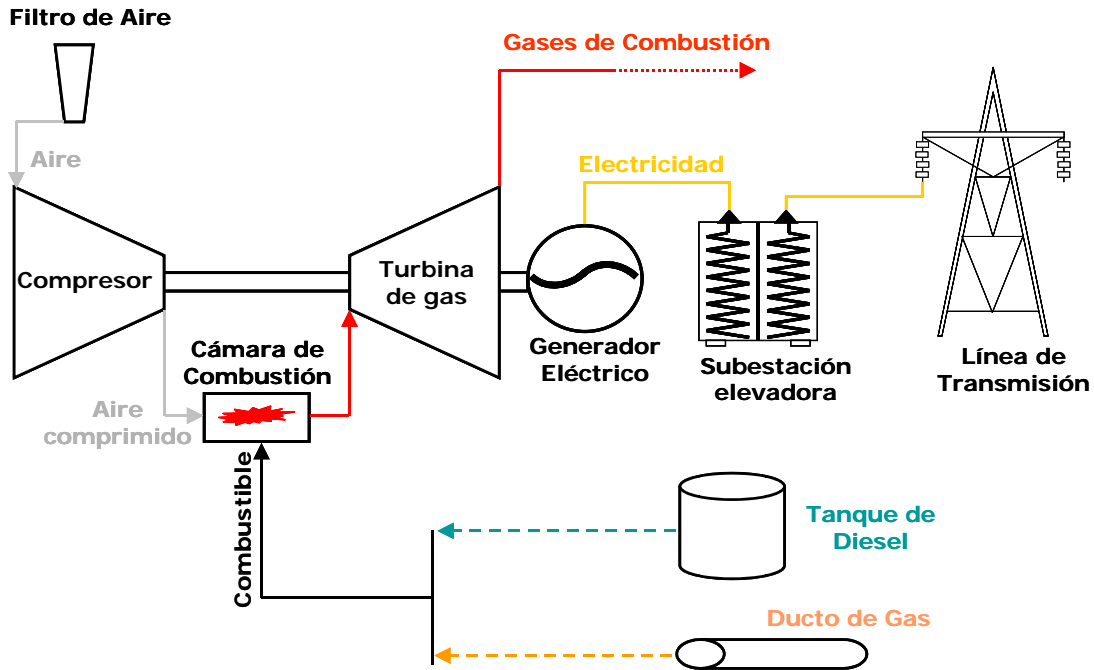 Filtro de Aire
Gases de Combustión
Aire
Electricidad
Compresor
Turbina
de gas
Generador
Eléctrico
Subestación
elevadora
Línea de
Transmisión
Cámara de
Combustión
Aire
comprimido
Combustible
Tanque de
Diesel
Ducto de Gas